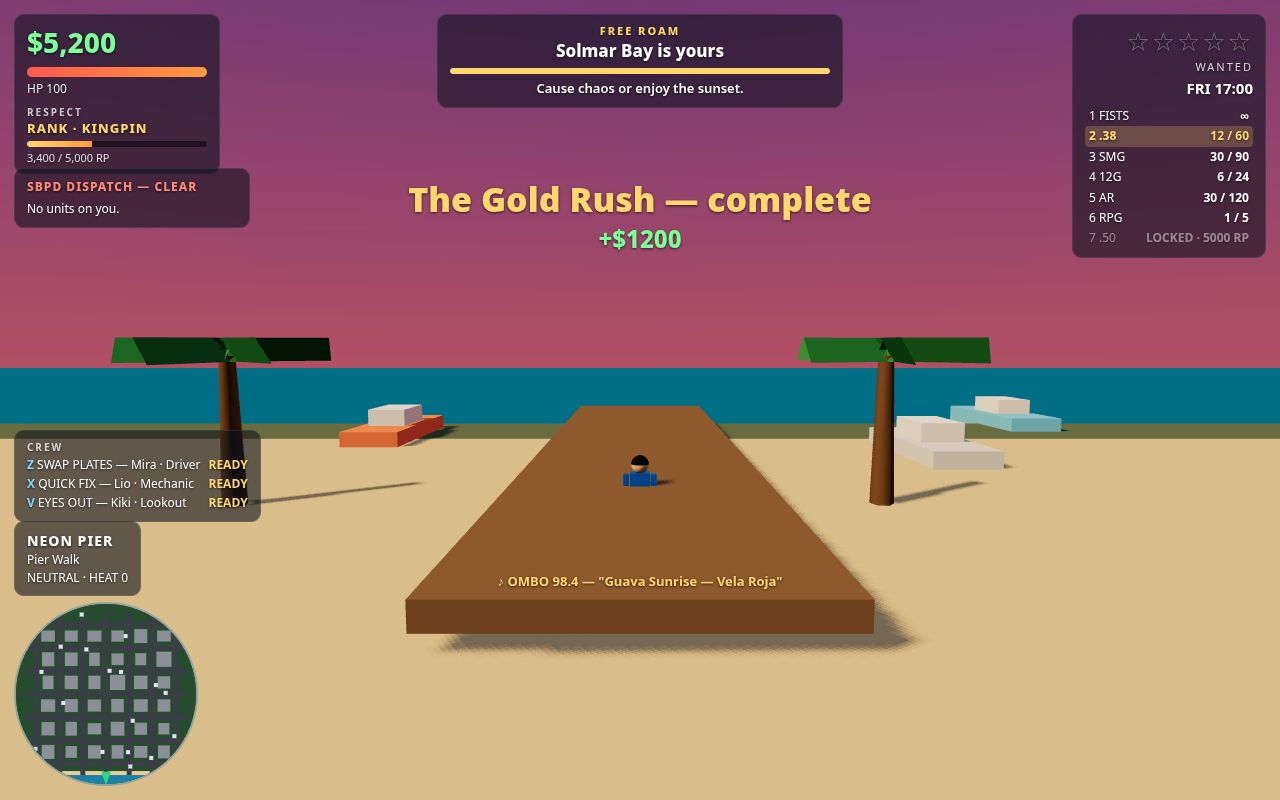 $5,200
HP 100
RESPECT
RANK · KINGPIN
3,400 / 5,000 RP
SBPD DISPATCH — CLEAR
No units on you.
FREE ROAM
Solmar Bay is yours
Cause chaos or enjoy the sunset.
☆☆☆☆☆
WANTED
FRI 17:00
1 FISTS ∞
2 .38 12 / 60
3 SMG 30 / 90
4 12G 6 / 24
5 AR 30 / 120
6 RPG 1 / 5
7 .50 LOCKED · 5000 RP
The Gold Rush — complete
+$1200
CREW
Z SWAP PLATES — Mira · Driver READY
X QUICK FIX — Lio · Mechanic READY
V EYES OUT — Kiki · Lookout READY
NEON PIER
Pier Walk
NEUTRAL · HEAT 0
♪ OMBO 98.4 — "Guava Sunrise — Vela Roja"